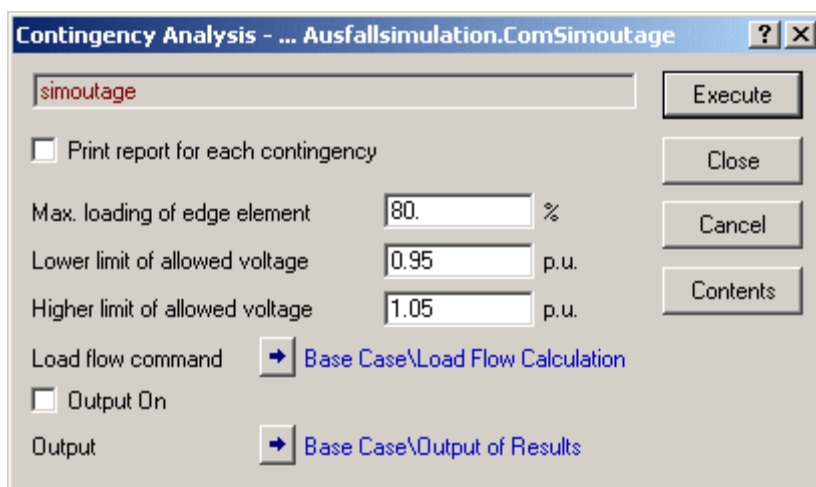 Contingency Analysis - ... Ausfallsimulation.ComSimoutage
simoutage
Execute
Print report for each contingency
Close
Max. loading of edge element 80. %
Cancel
Lower limit of allowed voltage 0.95 p.u.
Contents
Higher limit of allowed voltage 1.05 p.u.
Load flow command Base Case\Load Flow Calculation
Output On
Output Base Case\Output of Results